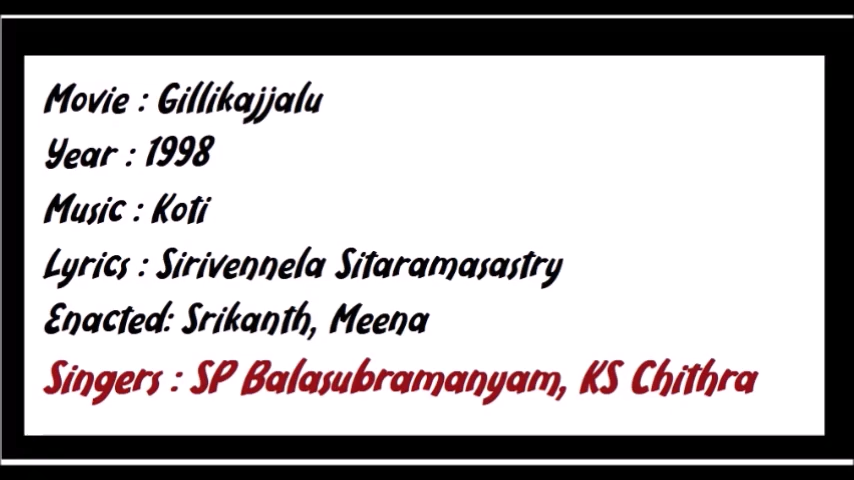 Movie : Gillikajjalu
Year : 1998
Music : Koti
Lyrics : Sirivennela Sitaramasastry
Enacted: Srikanth, Meena
Singers : SP Balasubramanyam, KS Chithra